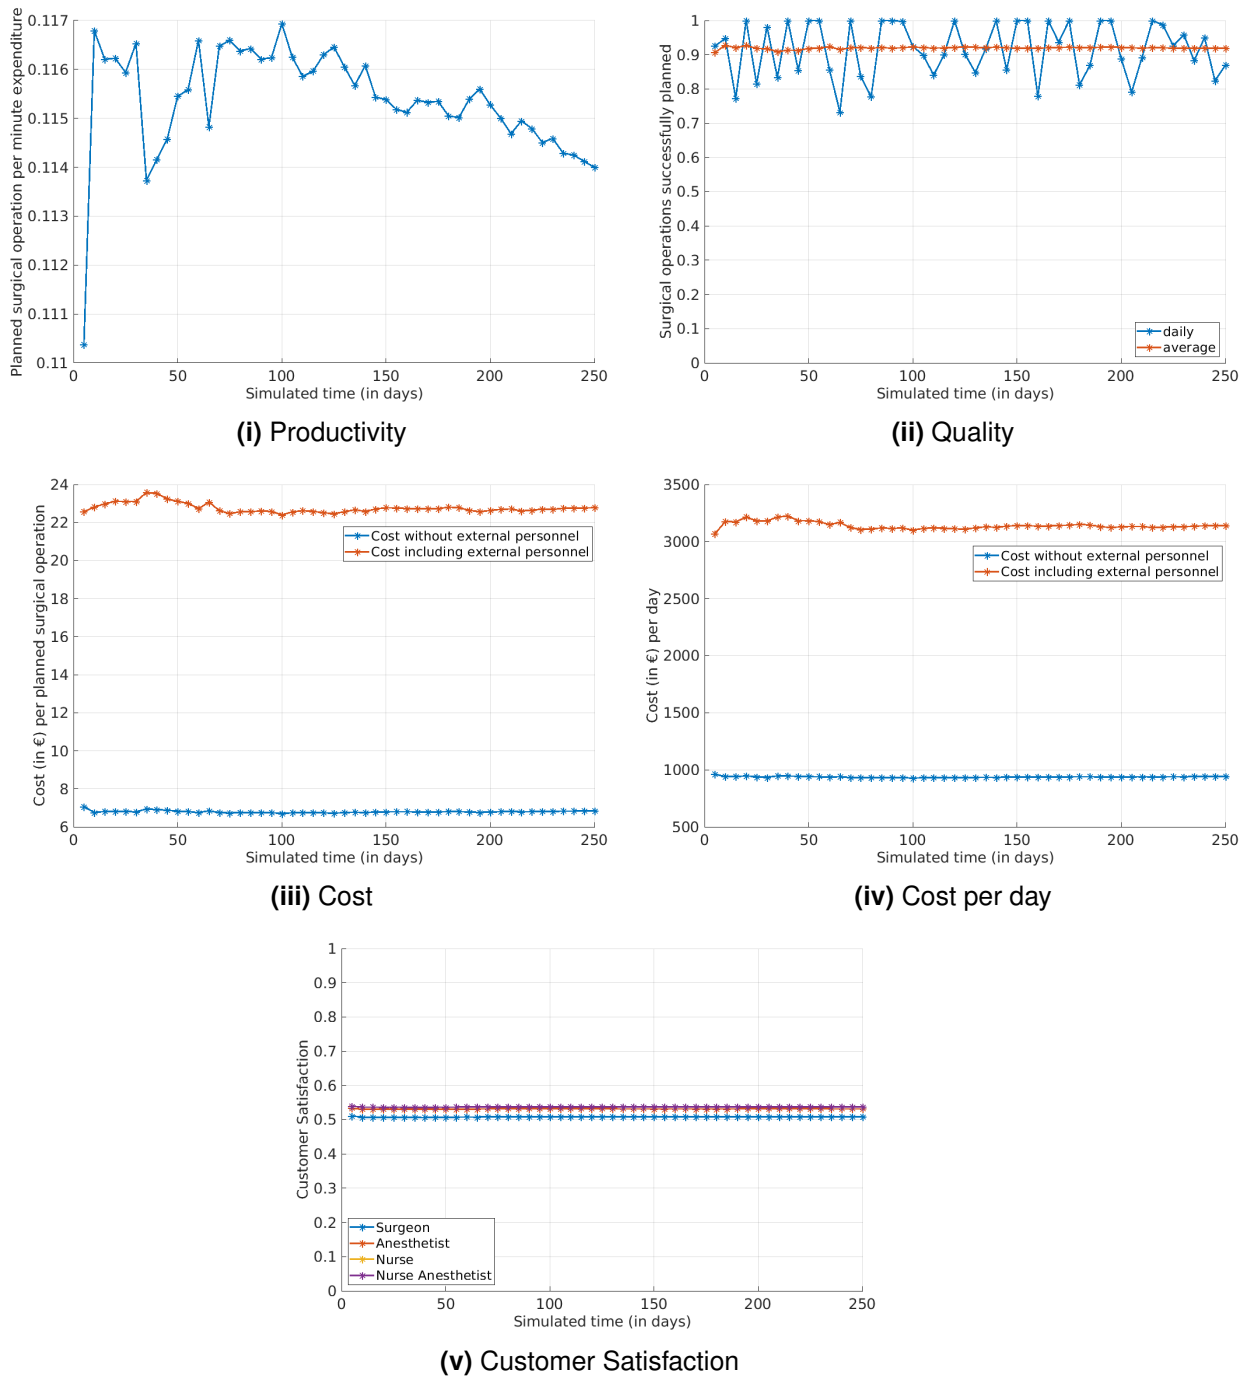 Planned surgical operation per minute expenditure
0.117
0.116
0.115
0.114
0.113
0.112
0.111
0.11
0 50 100 150 200 250
Simulated time (in days)
(i) Productivity
Surgical operations successfully planned
1
0.9
0.8
0.7
0.6
0.5
0.4
0.3
0.2
0.1
0
daily
average
0 50 100 150 200 250
Simulated time (in days)
(ii) Quality
Cost (in €) per planned surgical operation
24
22
20
18
16
14
12
10
8
6
Cost without external personnel
Cost including external personnel
0 50 100 150 200 250
Simulated time (in days)
(iii) Cost
Cost (in €) per day
3500
3000
2500
2000
1500
1000
500
Cost without external personnel
Cost including external personnel
0 50 100 150 200 250
Simulated time (in days)
(iv) Cost per day
Customer Satisfaction
1
0.9
0.8
0.7
0.6
0.5
0.4
0.3
0.2
0.1
0
Surgeon
Anesthetist
Nurse
Nurse Anesthetist
0 50 100 150 200 250
Simulated time (in days)
(v) Customer Satisfaction